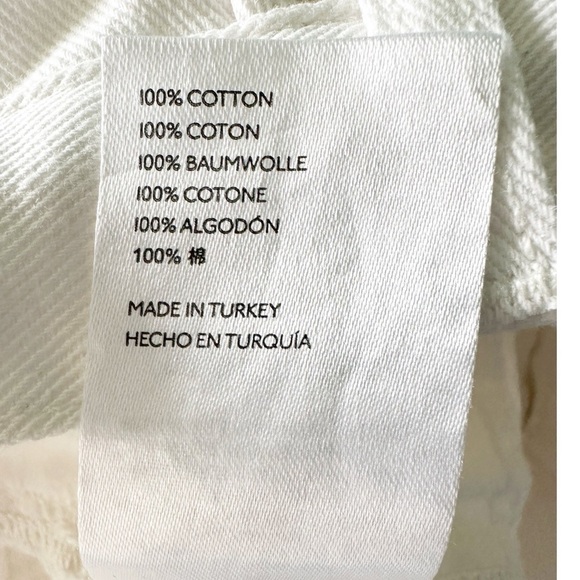 100% COTTON
100% COTON
100% BAUMWOLLE
100% COTONE
100% ALGODÓN
100% 棉
MADE IN TURKEY
HECHO EN TURQUÍA